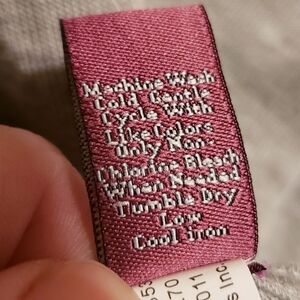 Machine Wash
Cold Gentle
Cycle With
Like Colors
Only Non
Chlorine Bleach
When Needed
Tumble Dry
Low
Cool iron